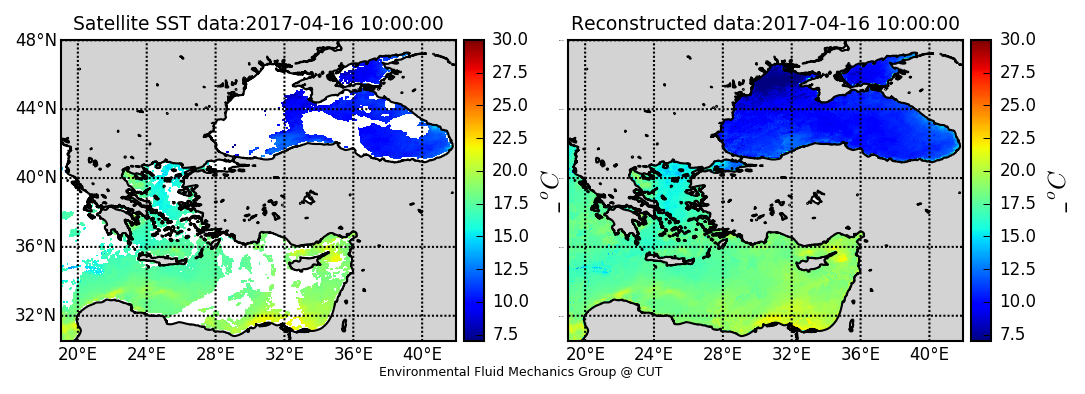 Satellite SST data:2017-04-16 10:00:00
48°N
44°N
40°N
36°N
32°N
20°E 24°E 28°E 32°E 36°E 40°E
30.0
27.5
25.0
22.5
20.0
17.5
15.0
12.5
10.0
7.5
_°C
Reconstructed data:2017-04-16 10:00:00
20°E 24°E 28°E 32°E 36°E 40°E
30.0
27.5
25.0
22.5
20.0
17.5
15.0
12.5
10.0
7.5
_°C
Environmental Fluid Mechanics Group @ CUT